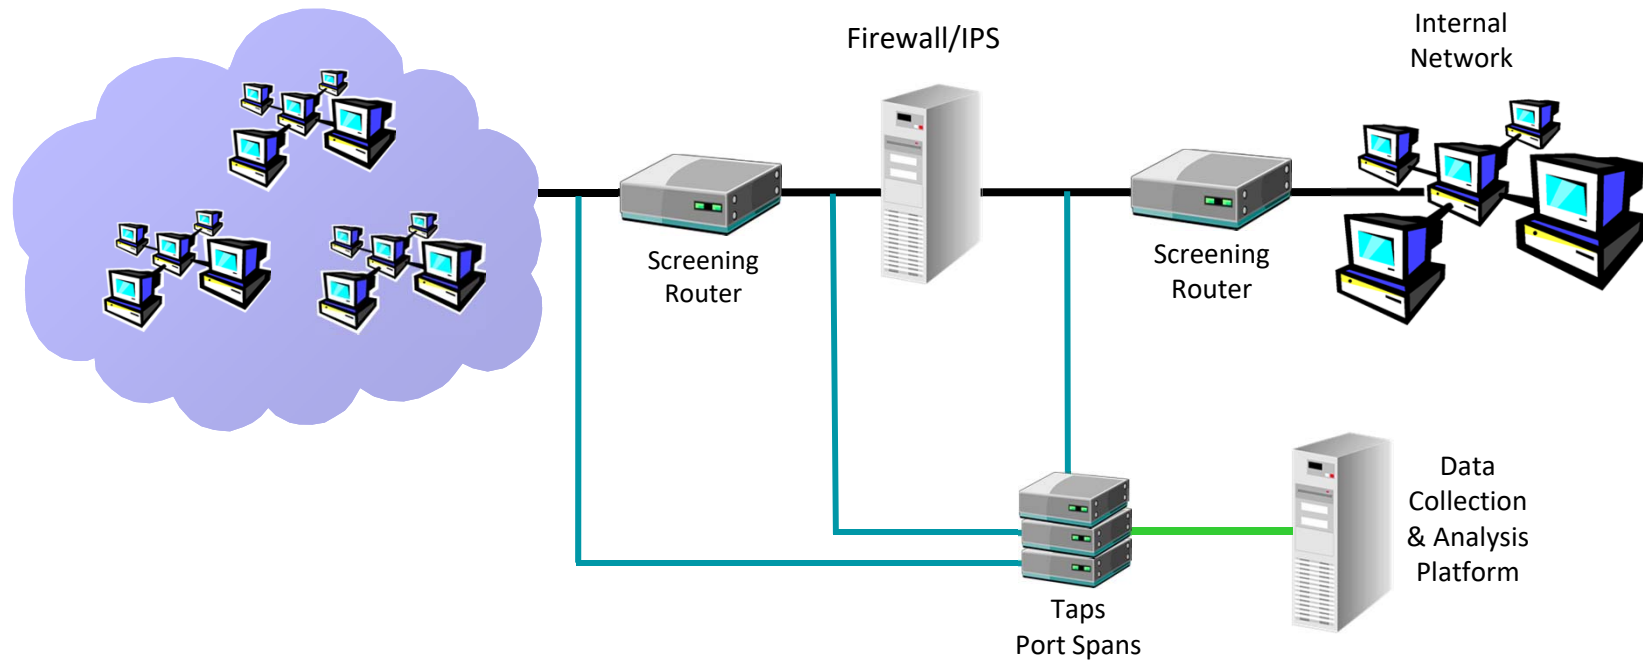 Firewall/IPS
Internal
Network
Screening
Router
Screening
Router
Data
Collection
& Analysis
Platform
Taps
Port Spans